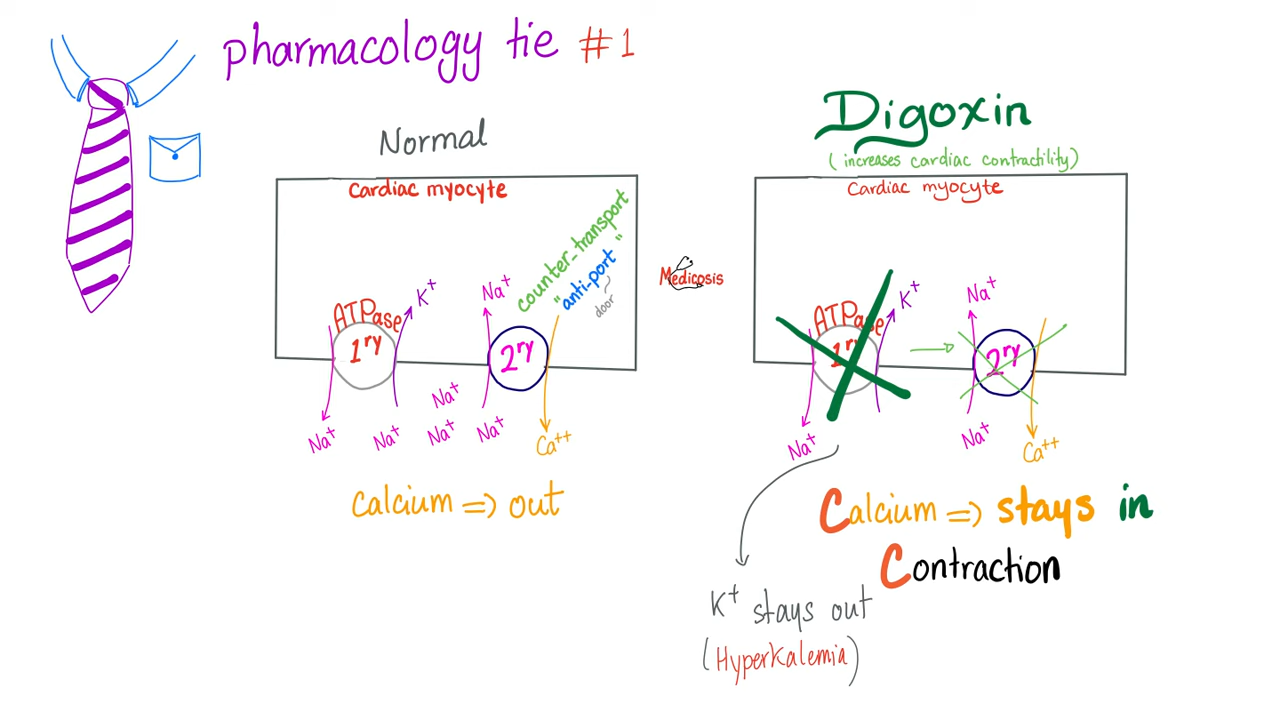 pharmacology tie #1
Normal
Cardiac myocyte
counter-transport
"anti-port"
door
ATPase
1ry
K+
Na+
2ry
Na+
Na+
Na+
Na+
Na+
Ca++
Calcium => out
Medicosis
Digoxin
(increases cardiac contractility)
Cardiac myocyte
ATPase
1ry
K+
Na+
2ry
Na+
Na+
Ca++
Calcium => stays in
Contraction
K+ stays out
(Hyperkalemia)